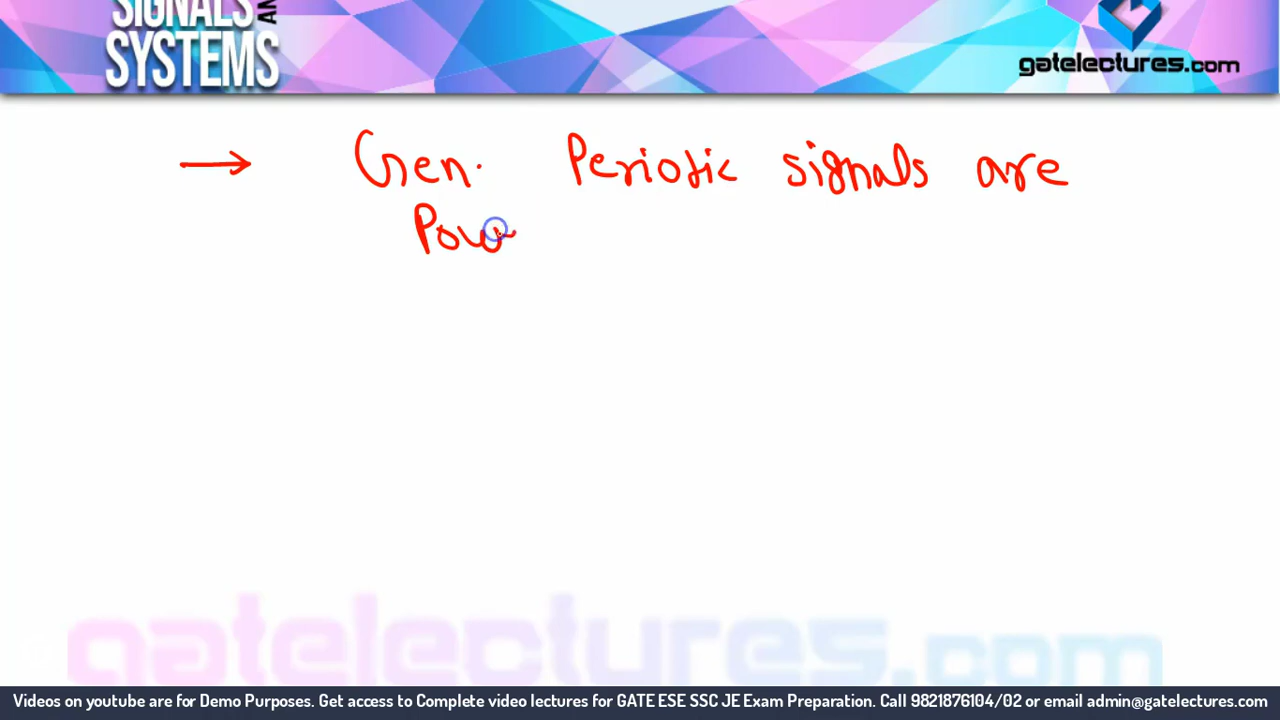 SIGNALS AND
SYSTEMS
gatelectures.com
→ Gen. Periodic signals are
Pow
gatelectures.com
Videos on youtube are for Demo Purposes. Get access to Complete video lectures for GATE ESE SSC JE Exam Preparation. Call 9821876104/02 or email admin@gatelectures.com